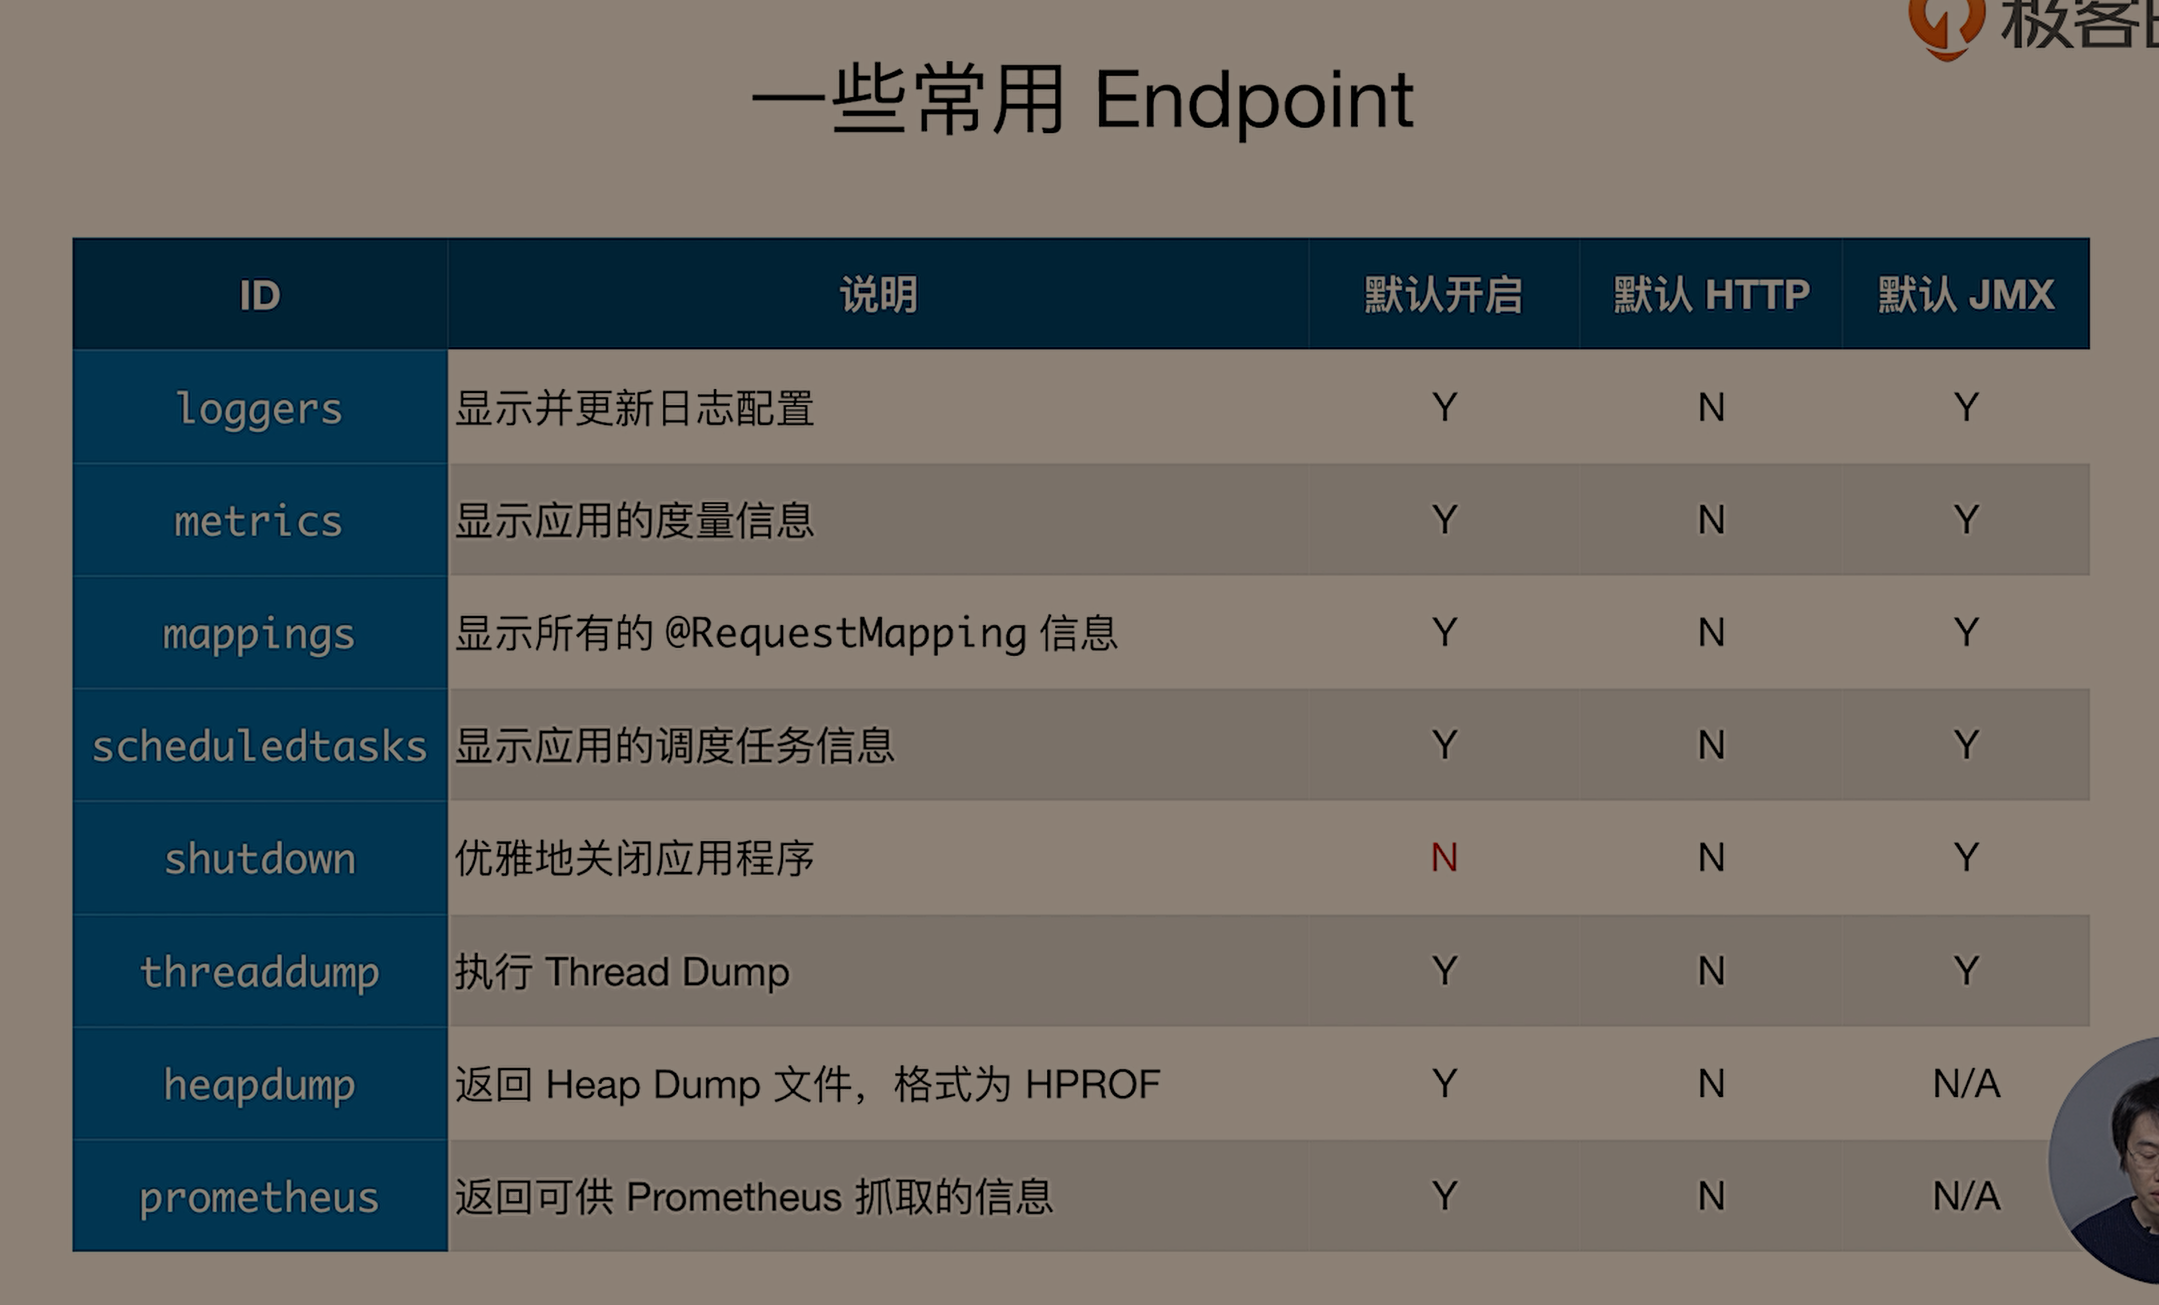 极客
一些常用 Endpoint
ID 说明 默认开启 默认 HTTP 默认 JMX
loggers 显示并更新日志配置 Y N Y
metrics 显示应用的度量信息 Y N Y
mappings 显示所有的 @RequestMapping 信息 Y N Y
scheduledtasks 显示应用的调度任务信息 Y N Y
shutdown 优雅地关闭应用程序 N N Y
threaddump 执行 Thread Dump Y N Y
heapdump 返回 Heap Dump 文件，格式为 HPROF Y N N/A
prometheus 返回可供 Prometheus 抓取的信息 Y N N/A